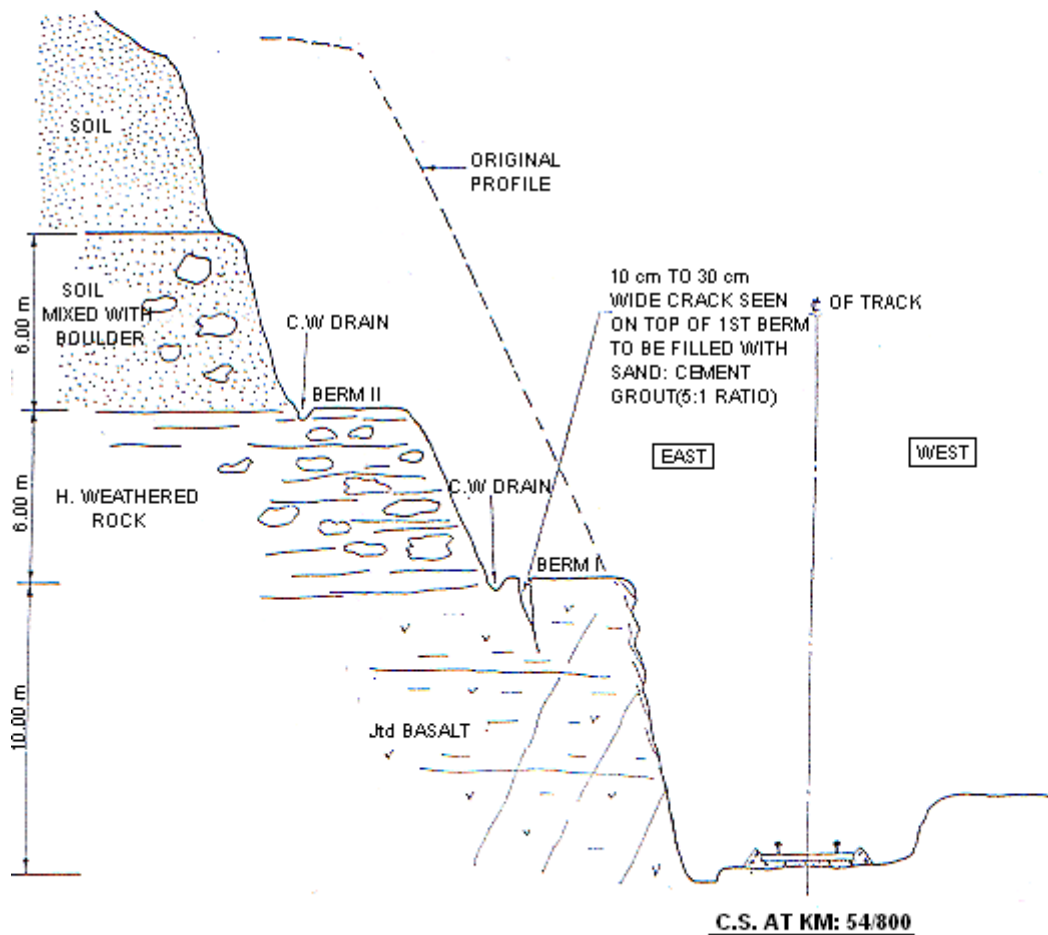 SOIL
ORIGINAL
PROFILE
6.00 m
SOIL
MIXED WITH
BOULDER
C.W DRAIN
BERM II
10 cm TO 30 cm
WIDE CRACK SEEN
ON TOP OF 1ST BERM
TO BE FILLED WITH
SAND: CEMENT
GROUT(5:1 RATIO)
OF TRACK
EAST
WEST
6.00 m
H. WEATHERED
ROCK
C.W DRAIN
BERM I
10.00 m
Jtd BASALT
C.S. AT KM: 54/800